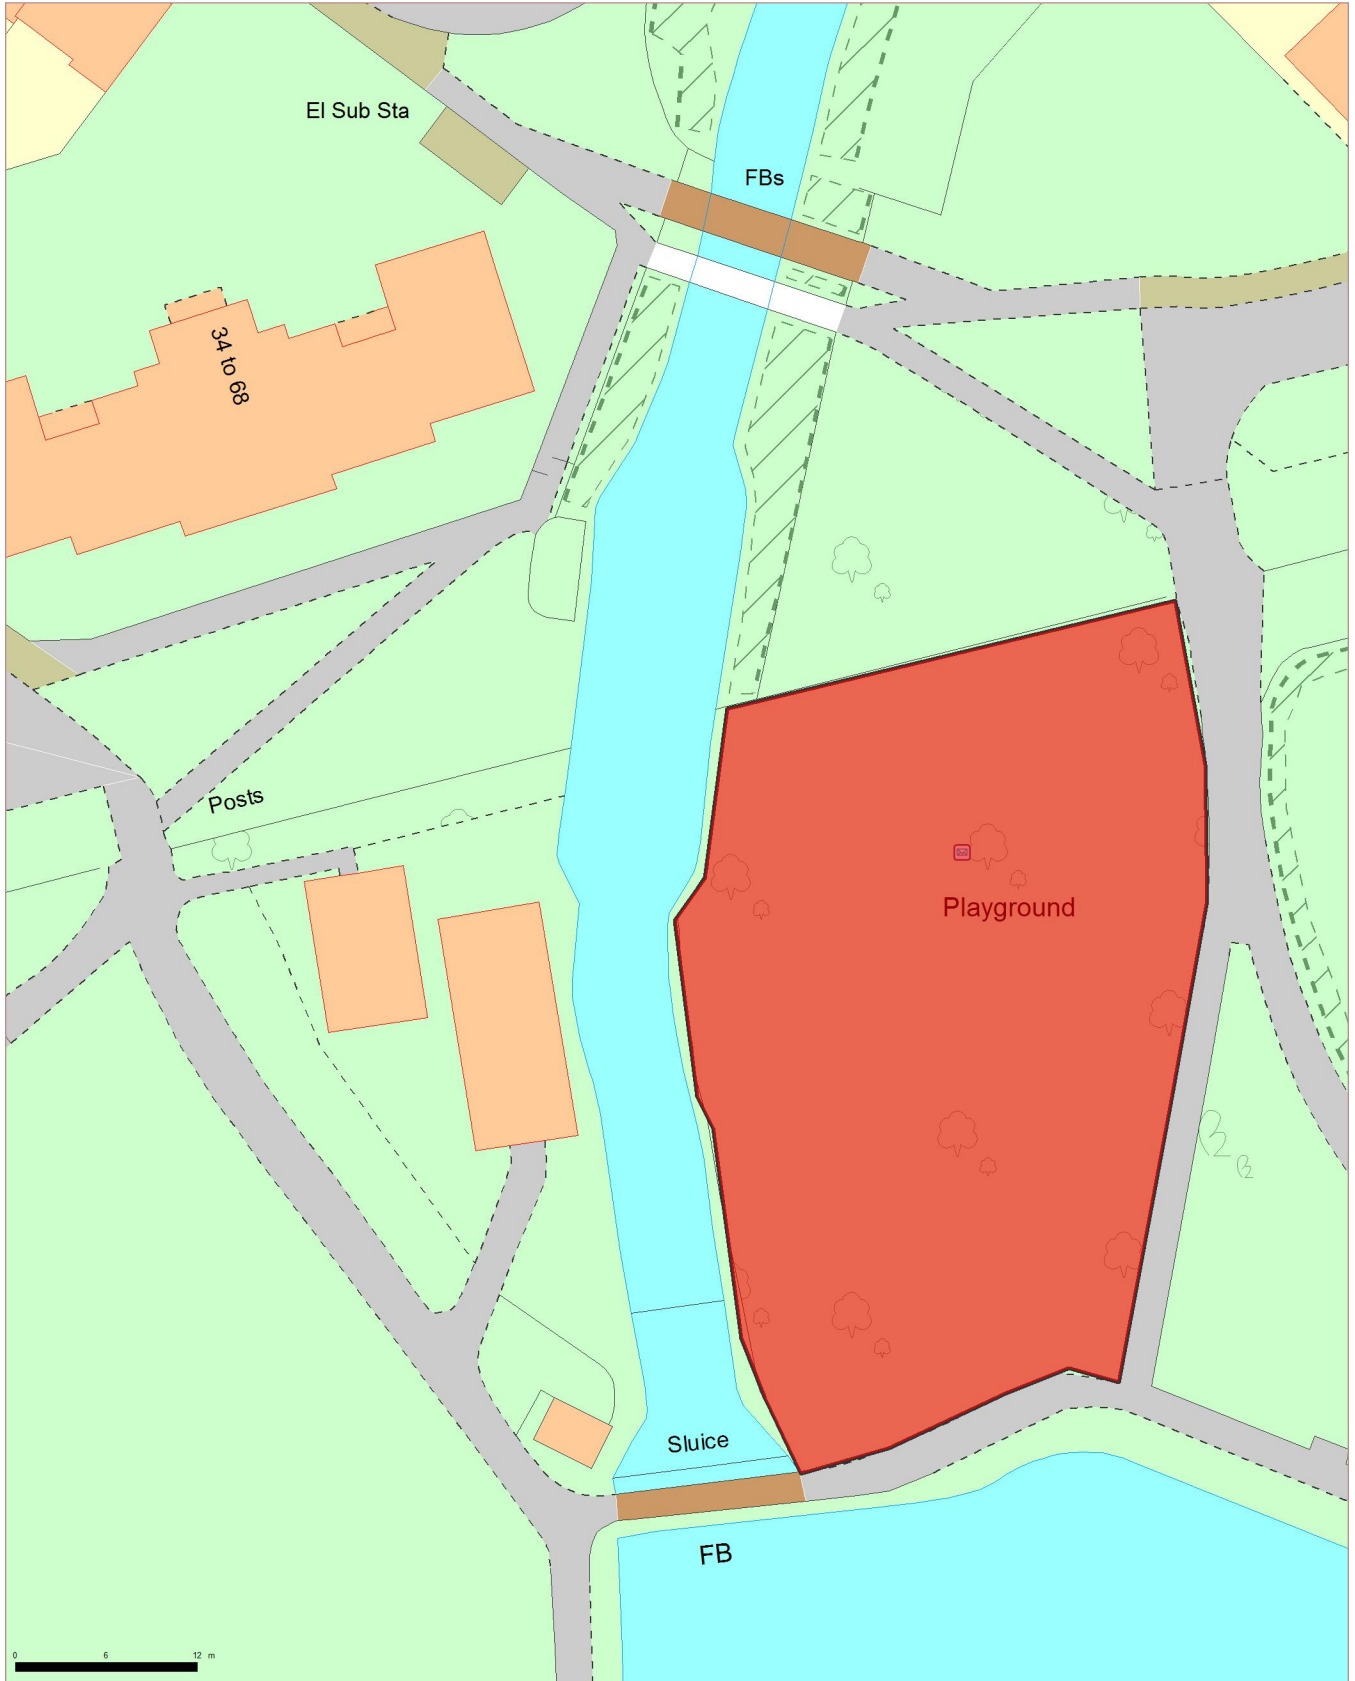 El Sub Sta
FBs
34 to 68
Posts
Playground
Sluice
FB
0 6 12 m